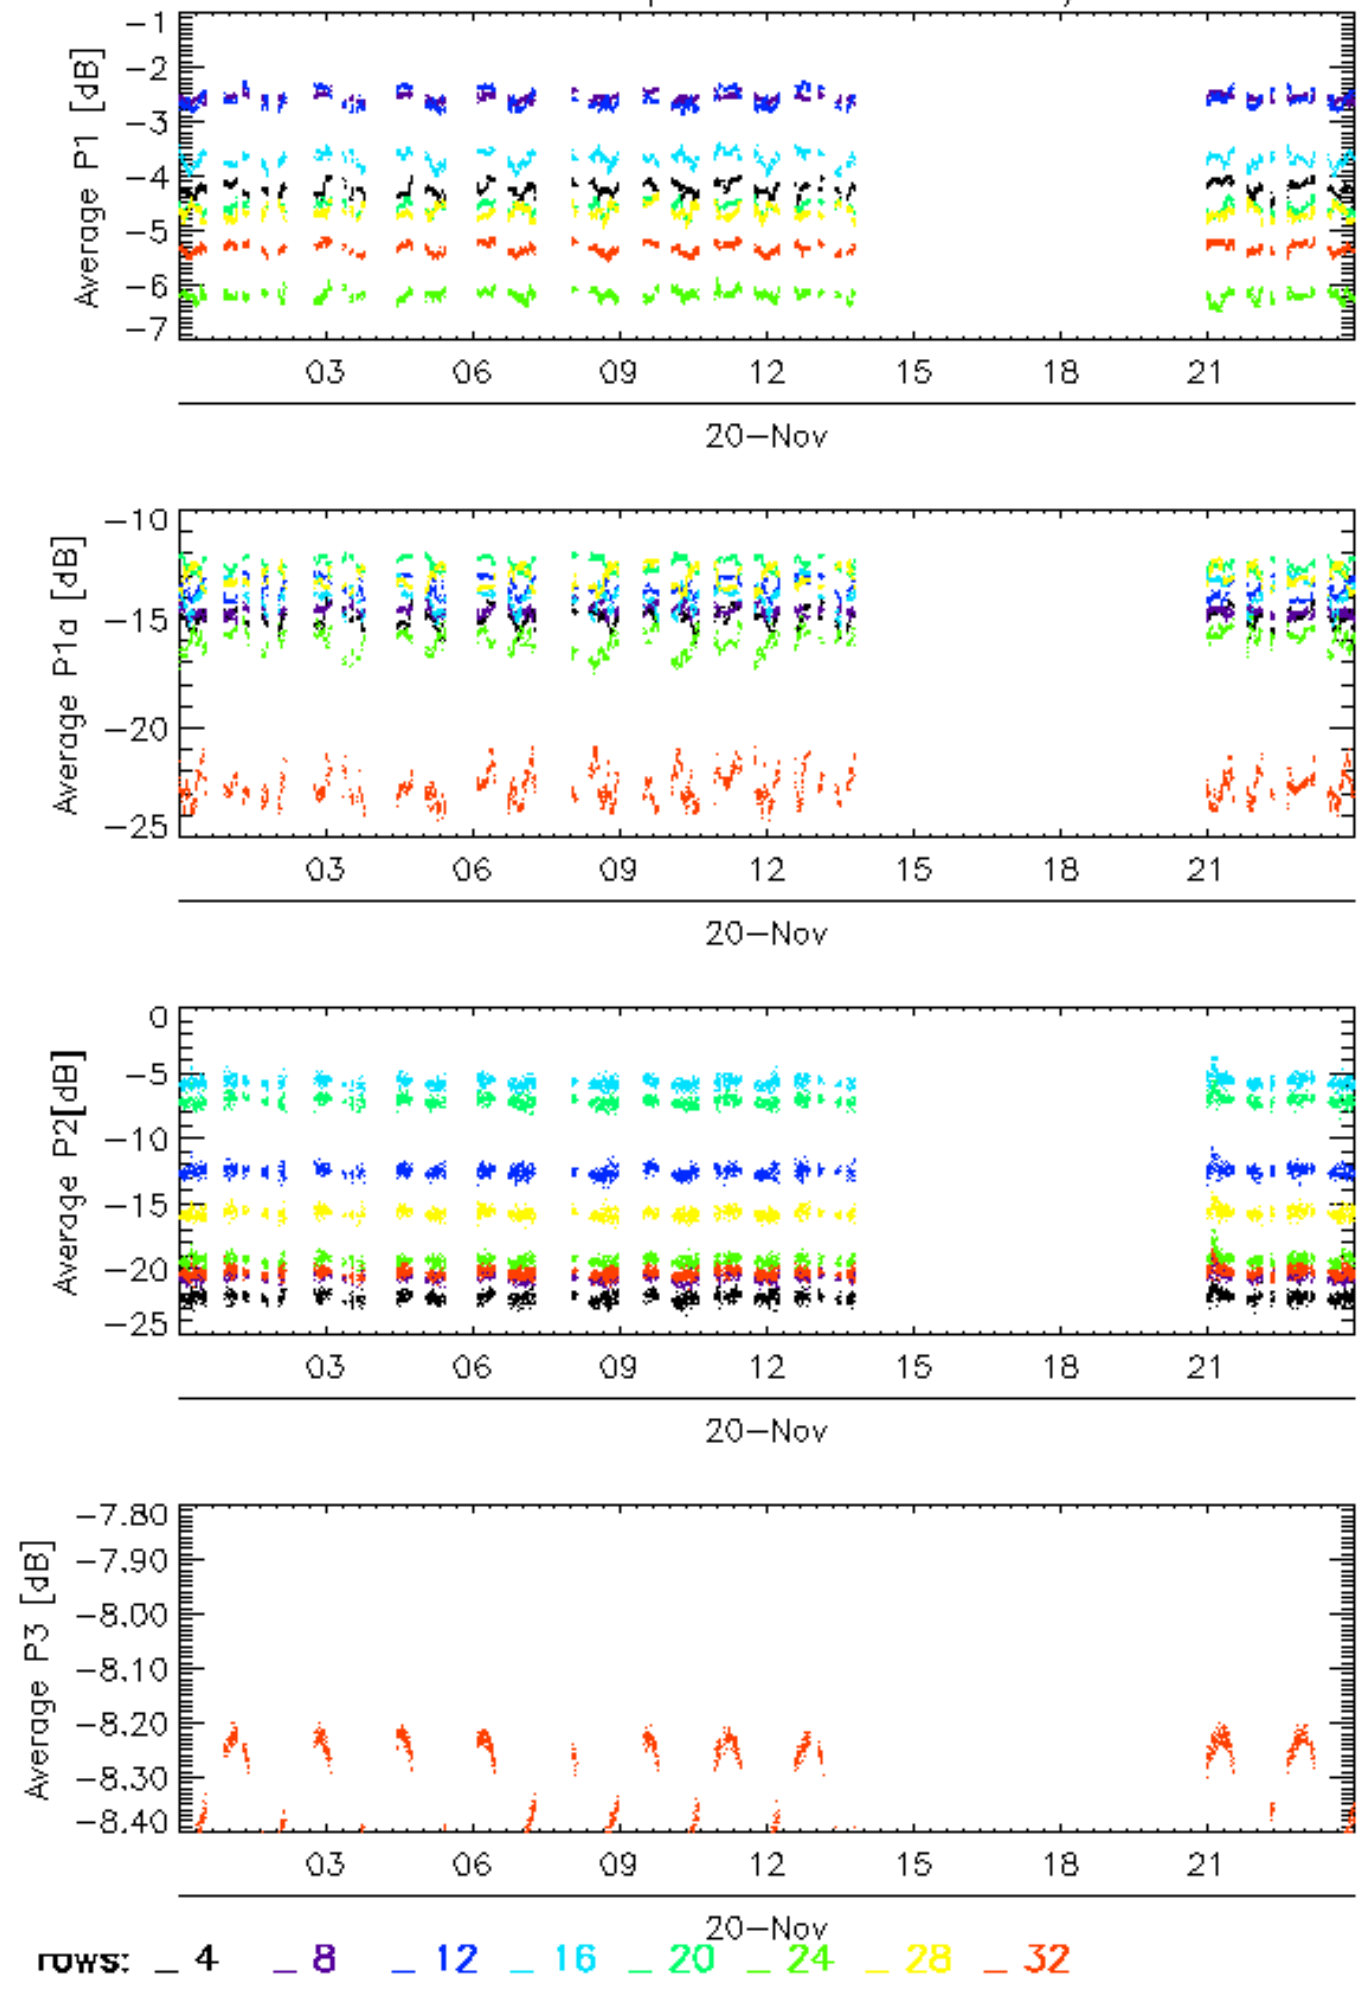 Average P1 [dB]
-1
-2
-3
-4
-5
-6
-7
03 06 09 12 15 18 21
20-Nov
Average P1a [dB]
-10
-15
-20
-25
03 06 09 12 15 18 21
20-Nov
Average P2[dB]
0
-5
-10
-15
-20
-25
03 06 09 12 15 18 21
20-Nov
Average P3 [dB]
-7.80
-7.90
-8.00
-8.10
-8.20
-8.30
-8.40
03 06 09 12 15 18 21
20-Nov
rows: _ 4 _ 8 _ 12 _ 16 _ 20 _ 24 _ 28 _ 32